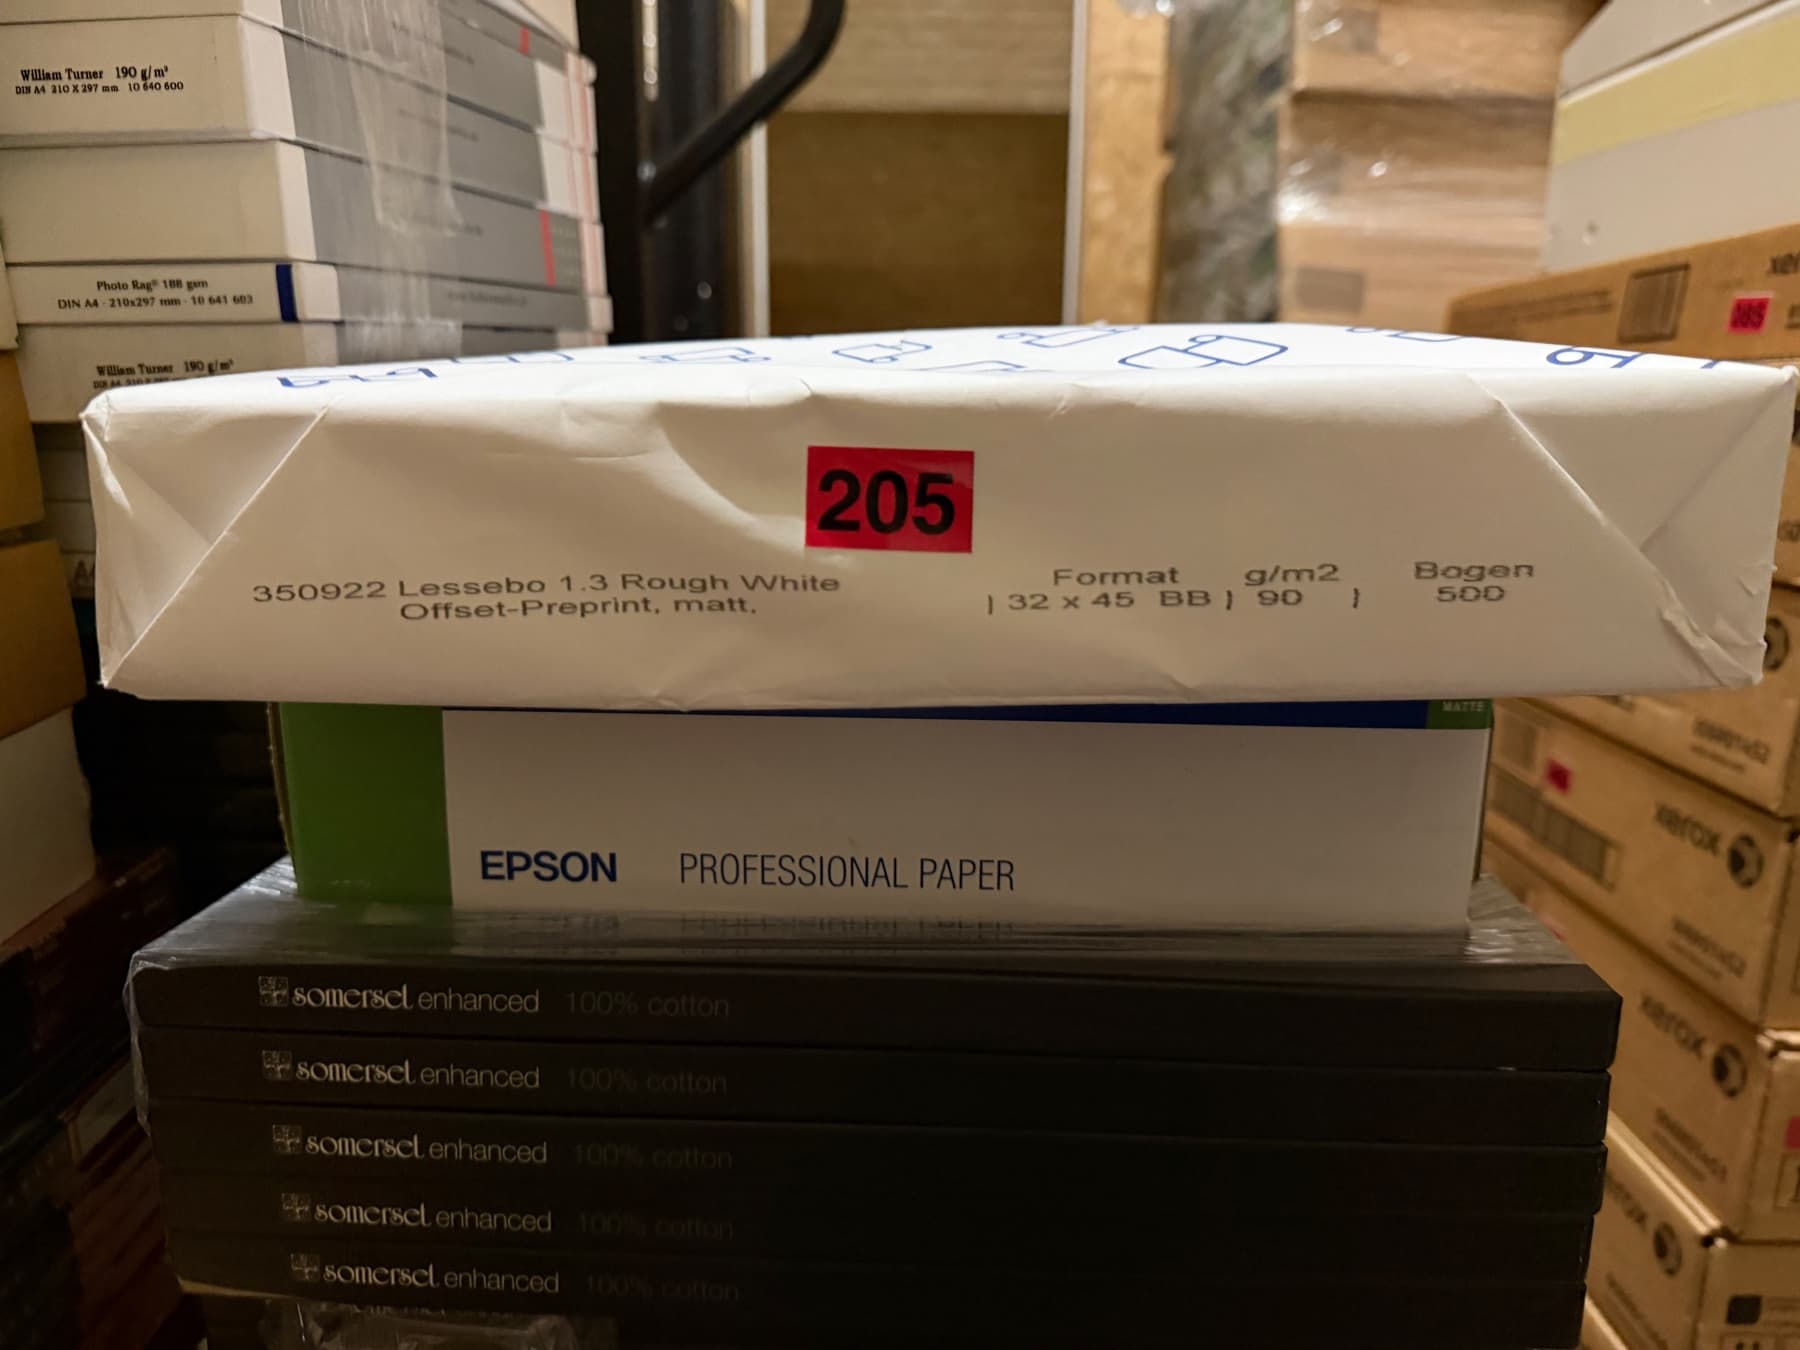 William Turner 190 g/m²
DIN A4 210 X 297 mm 10 640 600
Photo Rag® 188 gsm
DIN A4 - 210x297 mm - 10 641 603
William Turner 190 g/m²
205
350922 Lessebo 1.3 Rough White
Offset-Preprint, matt.
Format g/m2 Bogen
| 32 x 45 BB } 90 } 500
MATTE
EPSON PROFESSIONAL PAPER
somerset enhanced 100% cotton
somerset enhanced 100% cotton
somerset enhanced 100% cotton
somerset enhanced 100% cotton
somerset enhanced 100% cotton
xerox
xerox